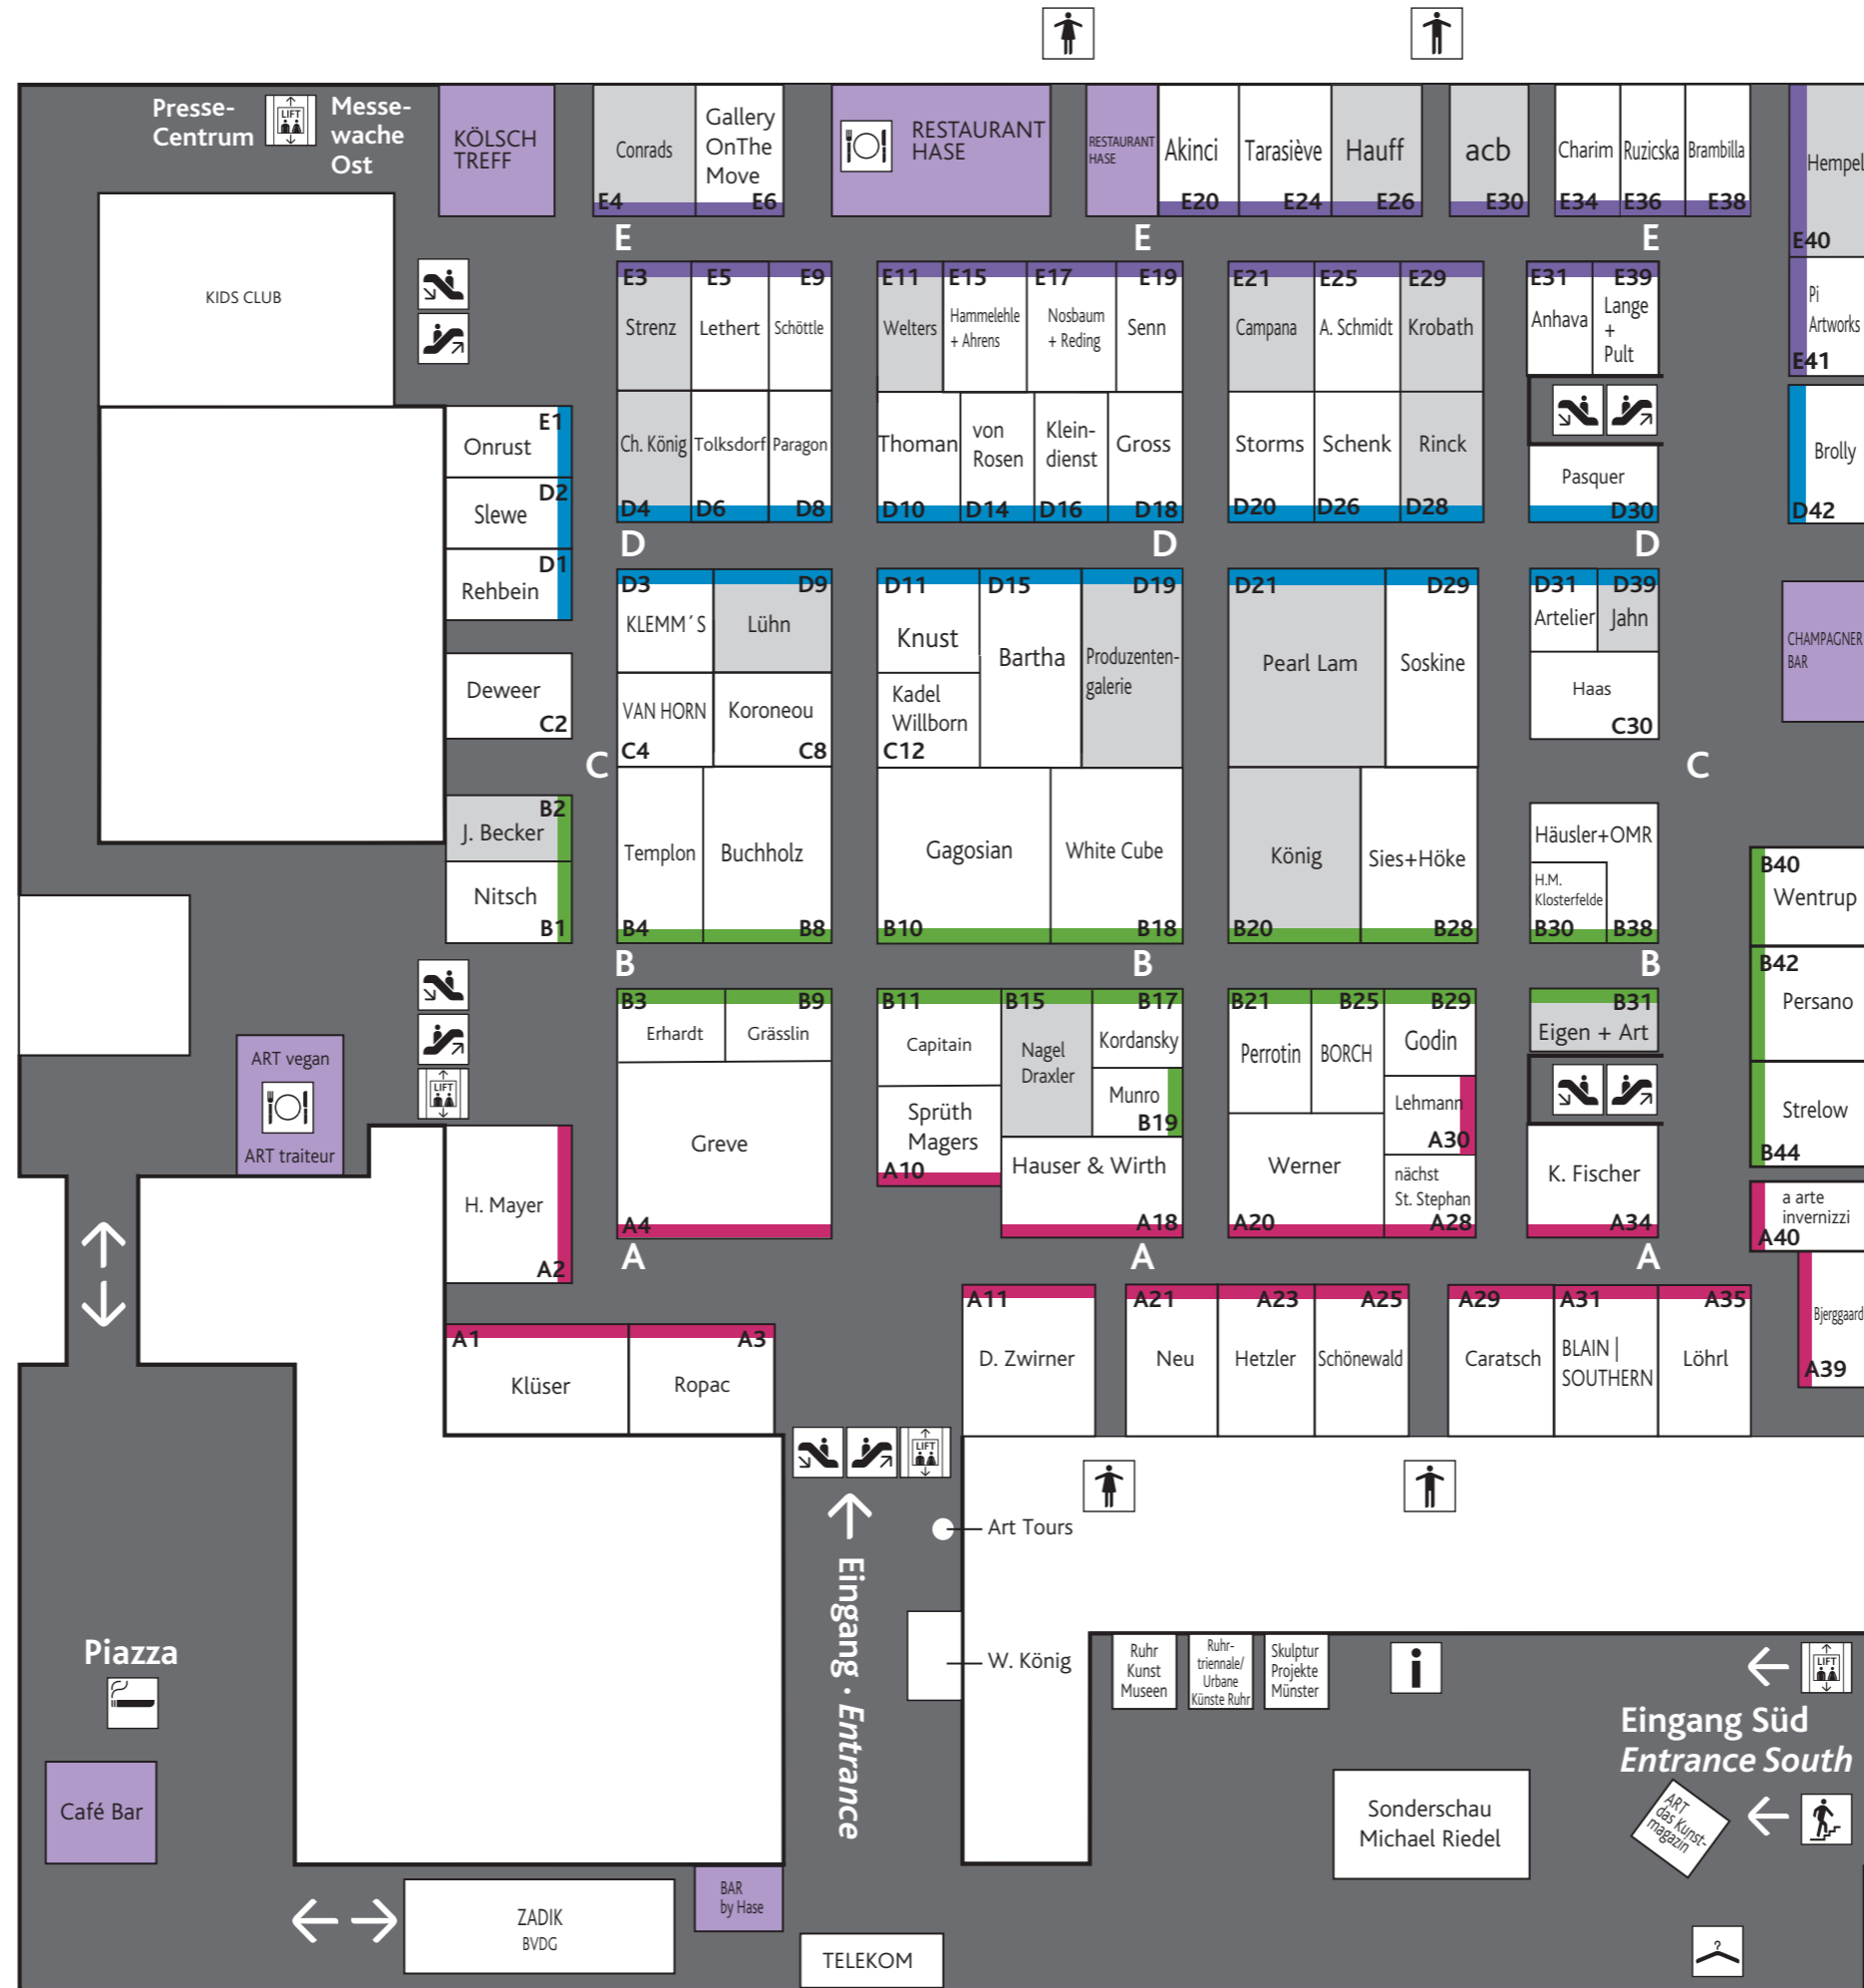 Presse-
Centrum
LIFT
Messe-
wache
Ost
KÖLSCH
TREFF
Conrads
E4
Gallery
OnThe
Move
E6
RESTAURANT
HASE
RESTAURANT
HASE
Akinci
E20
Tarasiève
E24
Hauff
E26
acb
E30
Charim
E34
Ruzicska
E36
Brambilla
E38
Hempel
E40
Pi
Artworks
E41
KIDS CLUB
E
E
E
E3
Strenz
E5
Lethert
E9
Schöttle
E11
Welters
E15
Hammelehle
+ Ahrens
E17
Nosbaum
+ Reding
E19
Senn
E21
Campana
E25
A. Schmidt
E29
Krobath
E31
Anhava
E39
Lange
+
Pult
E1
Onrust
D2
Slewe
D1
Rehbein
Ch. König
D4
Tolksdorf
D6
Paragon
D8
Thoman
D10
von
Rosen
D14
Klein-
dienst
D16
Gross
D18
Storms
D20
Schenk
D26
Rinck
D28
Pasquer
D30
Brolly
D42
D
D
D
D3
KLEMM´S
D9
Lühn
D11
Knust
D15
Bartha
D19
Produzenten-
galerie
D21
Pearl Lam
D29
Soskine
D31
Artelier
D39
Jahn
CHAMPAGNER
BAR
Deweer
C2
VAN HORN
C4
Koroneou
C8
Kadel
Willborn
C12
Haas
C30
C
C
B2
J. Becker
Nitsch
B1
Templon
B4
Buchholz
B8
Gagosian
B10
White Cube
B18
König
B20
Sies+Höke
B28
Häusler+OMR
H.M.
Klosterfelde
B30
B38
B40
Wentrup
B
B
B
B42
Persano
B3
Erhardt
B9
Grässlin
B11
Capitain
B15
Nagel
Draxler
B17
Kordansky
Munro
B19
B21
Perrotin
B25
BORCH
B29
Godin
Lehmann
A30
B31
Eigen + Art
Strelow
B44
ART vegan
ART traiteur
LIFT
H. Mayer
A2
Greve
A4
Sprüth
Magers
A10
Hauser & Wirth
A18
Werner
A20
nächst
St. Stephan
A28
K. Fischer
A34
a arte
invernizzi
A40
A
A
A
Bjerggaard
A39
A1
Klüser
A3
Ropac
A11
D. Zwirner
A21
Neu
A23
Hetzler
A25
Schönewald
A29
Caratsch
A31
BLAIN |
SOUTHERN
A35
Löhrl
LIFT
Eingang · Entrance
Art Tours
W. König
Ruhr
Kunst
Museen
Ruhr-
triennale/
Urbane
Künste Ruhr
Skulptur
Projekte
Münster
i
LIFT
Eingang Süd
Entrance South
Piazza
Café Bar
Sonderschau
Michael Riedel
ART
das Kunst-
magazin
BAR
by Hase
ZADIK
BVDG
TELEKOM
?